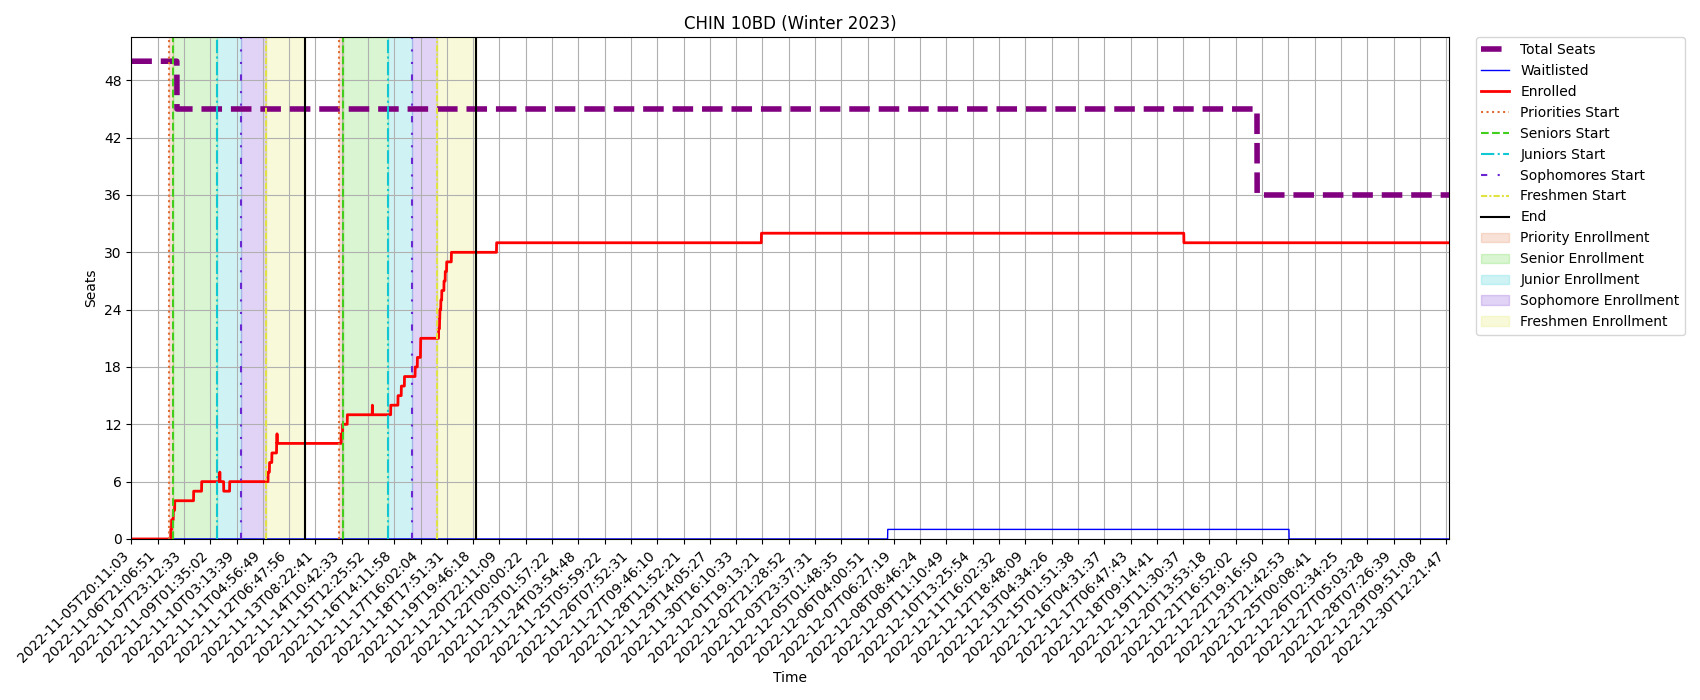 CHIN 10BD (Winter 2023)
Seats
48
42
36
30
24
18
12
6
0
2022-11-05T20:11:03
2022-11-06T21:06:51
2022-11-07T23:12:33
2022-11-09T01:35:02
2022-11-10T03:13:39
2022-11-11T04:56:49
2022-11-12T06:47:56
2022-11-13T08:22:41
2022-11-14T10:42:33
2022-11-15T12:25:52
2022-11-16T14:11:58
2022-11-17T16:02:04
2022-11-18T17:51:31
2022-11-19T19:46:18
2022-11-20T22:11:09
2022-11-22T00:00:22
2022-11-23T01:57:22
2022-11-24T03:54:48
2022-11-25T05:59:22
2022-11-26T07:52:31
2022-11-27T09:46:10
2022-11-28T11:52:21
2022-11-29T14:05:27
2022-11-30T16:10:33
2022-12-01T19:13:21
2022-12-02T21:28:52
2022-12-03T23:37:31
2022-12-05T01:48:35
2022-12-06T04:00:51
2022-12-07T06:27:19
2022-12-08T08:46:24
2022-12-09T11:10:49
2022-12-10T13:25:54
2022-12-11T16:02:32
2022-12-12T18:48:09
2022-12-13T04:34:26
2022-12-15T01:51:38
2022-12-16T04:31:37
2022-12-17T06:47:43
2022-12-18T09:14:41
2022-12-19T11:30:37
2022-12-20T13:53:18
2022-12-21T16:52:02
2022-12-22T19:16:50
2022-12-23T21:42:53
2022-12-25T00:08:41
2022-12-26T02:34:25
2022-12-27T05:03:28
2022-12-28T07:26:39
2022-12-29T09:51:08
2022-12-30T12:21:47
Time
Total Seats
Waitlisted
Enrolled
Priorities Start
Seniors Start
Juniors Start
Sophomores Start
Freshmen Start
End
Priority Enrollment
Senior Enrollment
Junior Enrollment
Sophomore Enrollment
Freshmen Enrollment